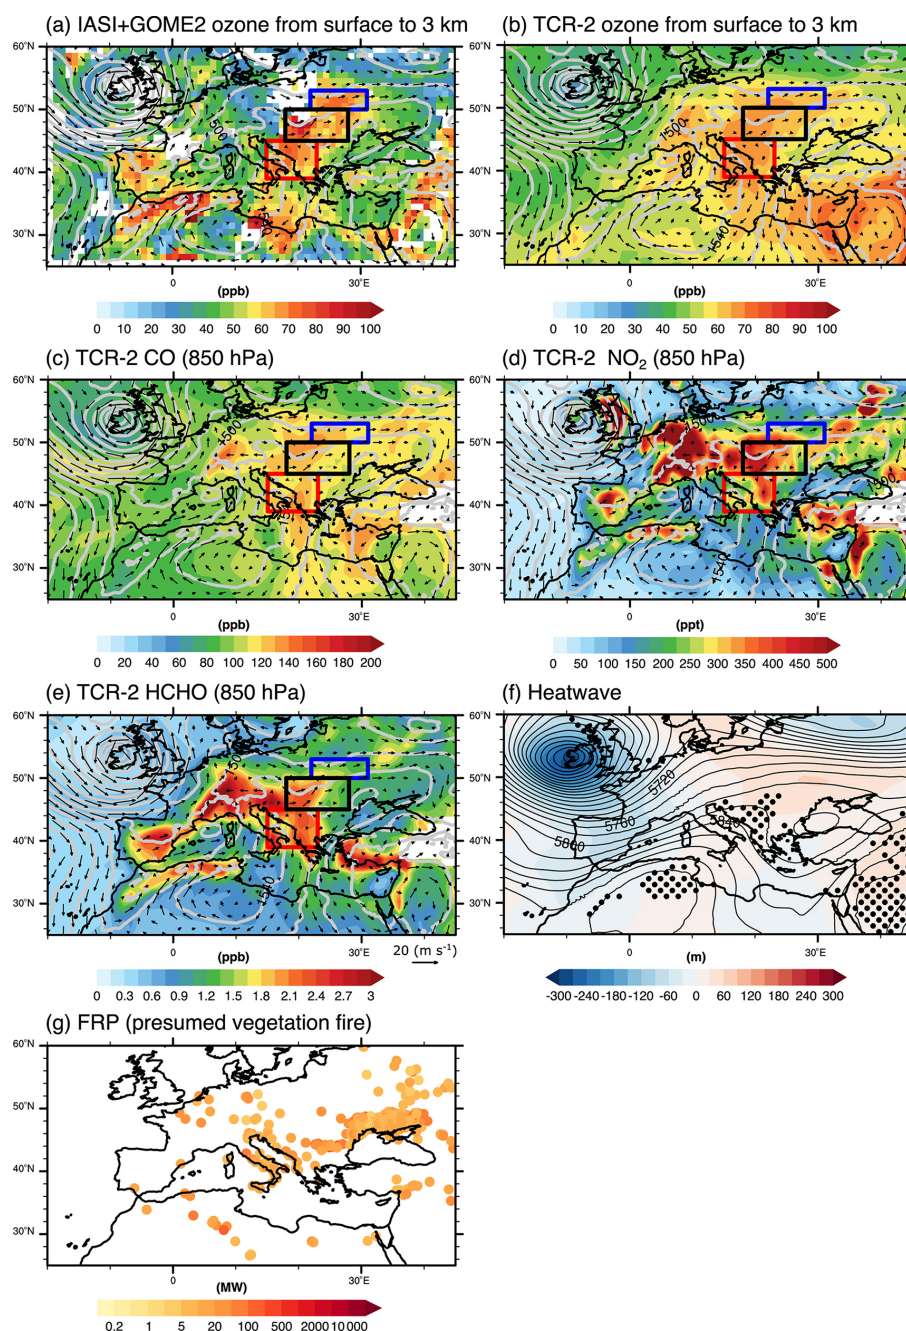 (a) IASI+GOME2 ozone from surface to 3 km
60°N
50°N
40°N
30°N
0
30°E
500
(ppb)
0 10 20 30 40 50 60 70 80 90 100
(b) TCR-2 ozone from surface to 3 km
60°N
50°N
40°N
30°N
0
30°E
1500
1540
(ppb)
0 10 20 30 40 50 60 70 80 90 100
(c) TCR-2 CO (850 hPa)
60°N
50°N
40°N
30°N
0
30°E
1500
(ppb)
0 20 40 60 80 100 120 140 160 180 200
(d) TCR-2 NO₂ (850 hPa)
60°N
50°N
40°N
30°N
0
30°E
1500
1500
1540
(ppt)
0 50 100 150 200 250 300 350 400 450 500
(e) TCR-2 HCHO (850 hPa)
60°N
50°N
40°N
30°N
0
30°E
1540
20 (m s⁻¹)
(ppb)
0 0.3 0.6 0.9 1.2 1.5 1.8 2.1 2.4 2.7 3
(f) Heatwave
60°N
50°N
40°N
30°N
0
30°E
5720
5760
5840
5800
(m)
-300 -240 -180 -120 -60 0 60 120 180 240 300
(g) FRP (presumed vegetation fire)
60°N
50°N
40°N
30°N
0
30°E
(MW)
0.2 1 5 20 100 500 2000 10 000